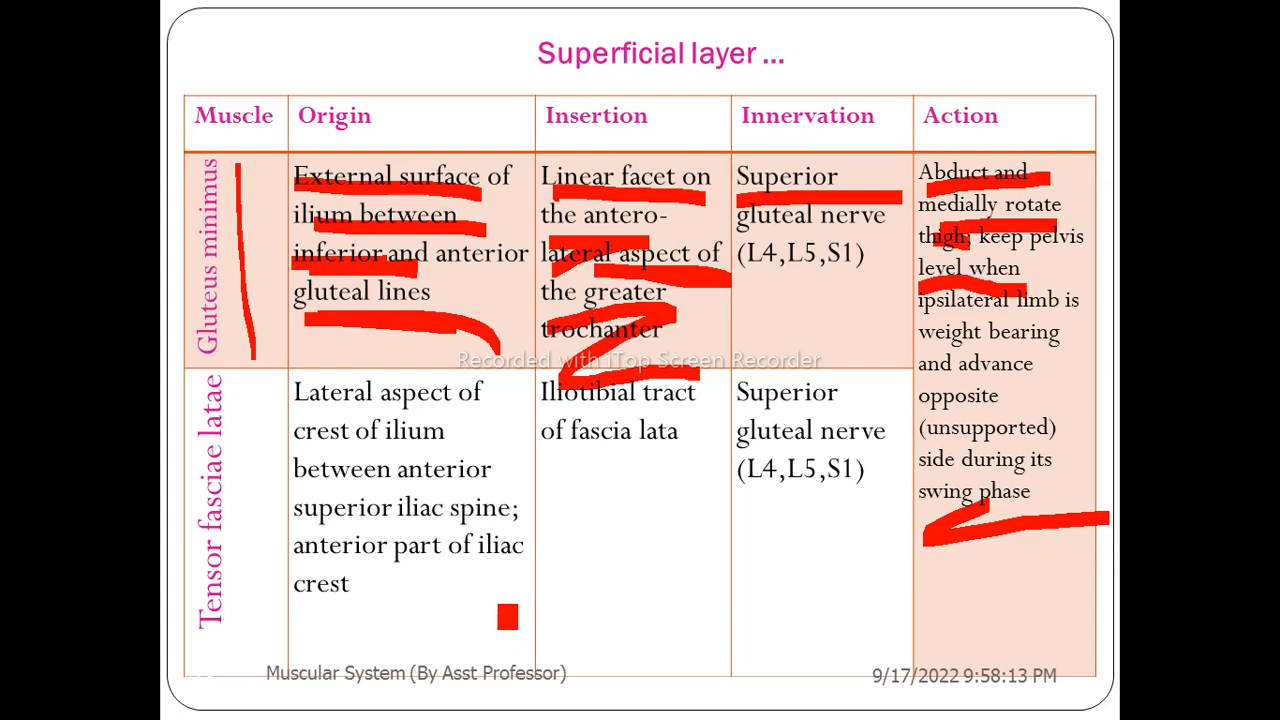 Superficial layer ...
Muscle
Origin
Insertion
Innervation
Action
Gluteus minimus
External surface of
ilium between
inferior and anterior
gluteal lines
Linear facet on
the antero-
lateral aspect of
the greater
trochanter
Superior
gluteal nerve
(L4,L5,S1)
Abduct and
medially rotate
thigh; keep pelvis
level when
ipsilateral limb is
weight bearing
and advance
opposite
(unsupported)
side during its
swing phase
Recorded with iTop Screen Recorder
Tensor fasciae latae
Lateral aspect of
crest of ilium
between anterior
superior iliac spine;
anterior part of iliac
crest
Iliotibial tract
of fascia lata
Superior
gluteal nerve
(L4,L5,S1)
Muscular System (By Asst Professor)
9/17/2022 9:58:13 PM